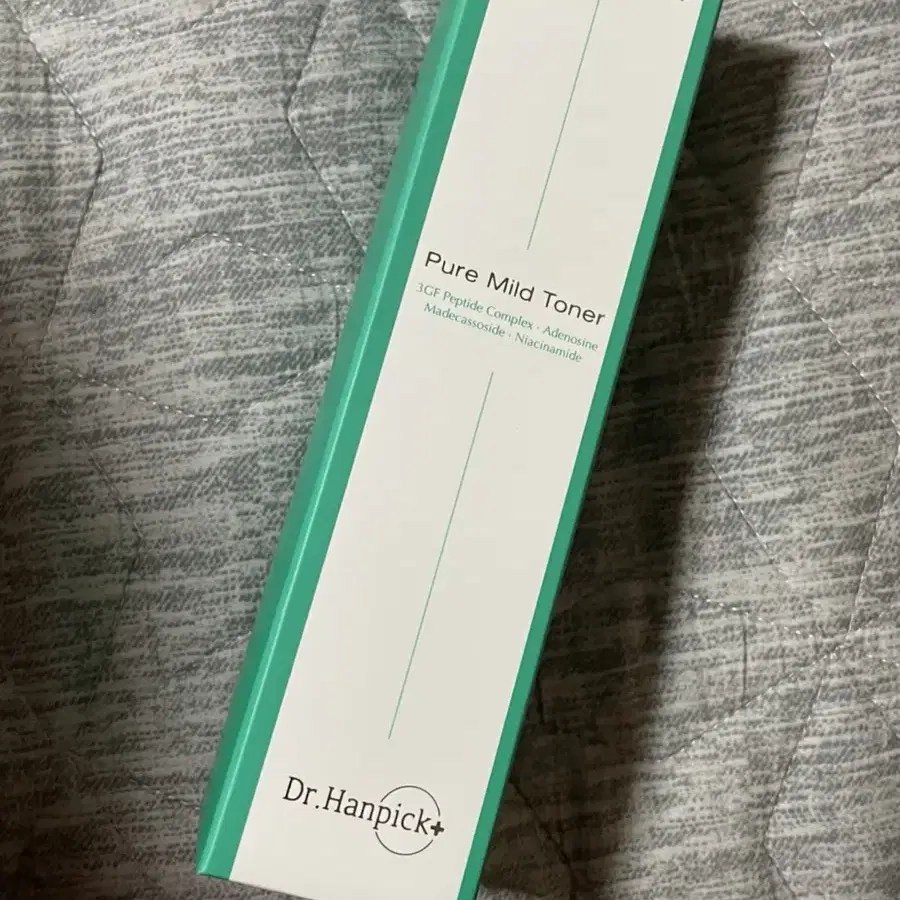 Pure Mild Toner
3GF Peptide Complex · Adenosine
Madecassoside · Niacinamide
Dr.Hanpick+